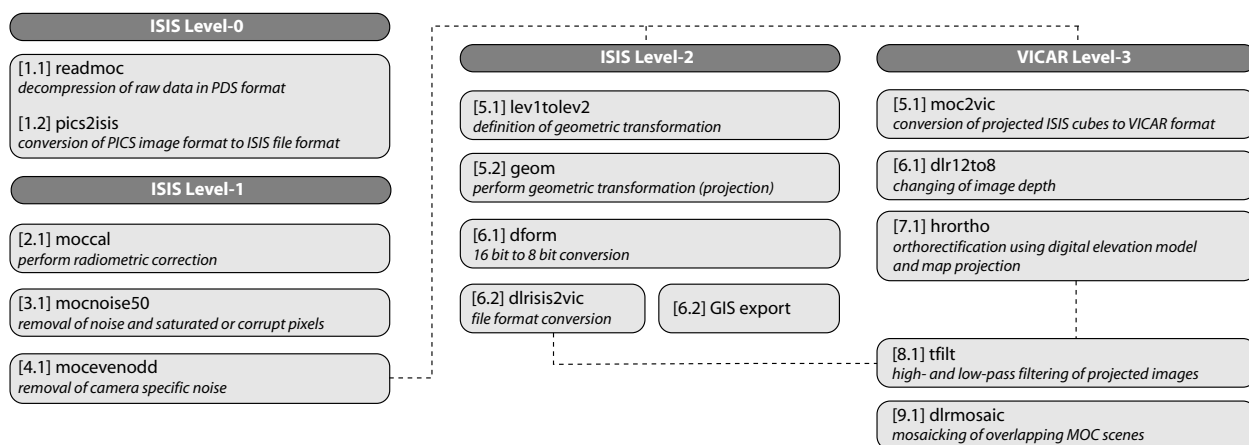 ISIS Level-0
[1.1] readmoc
decompression of raw data in PDS format
[1.2] pics2isis
conversion of PICS image format to ISIS file format
ISIS Level-1
[2.1] moccal
perform radiometric correction
[3.1] mocnoise50
removal of noise and saturated or corrupt pixels
[4.1] mocevenodd
removal of camera specific noise
ISIS Level-2
[5.1] lev1tolev2
definition of geometric transformation
[5.2] geom
perform geometric transformation (projection)
[6.1] dform
16 bit to 8 bit conversion
[6.2] dlrisis2vic
file format conversion
[6.2] GIS export
VICAR Level-3
[5.1] moc2vic
conversion of projected ISIS cubes to VICAR format
[6.1] dlr12to8
changing of image depth
[7.1] hrortho
orthorectification using digital elevation model
and map projection
[8.1] tfilt
high- and low-pass filtering of projected images
[9.1] dlrmosaic
mosaicking of overlapping MOC scenes